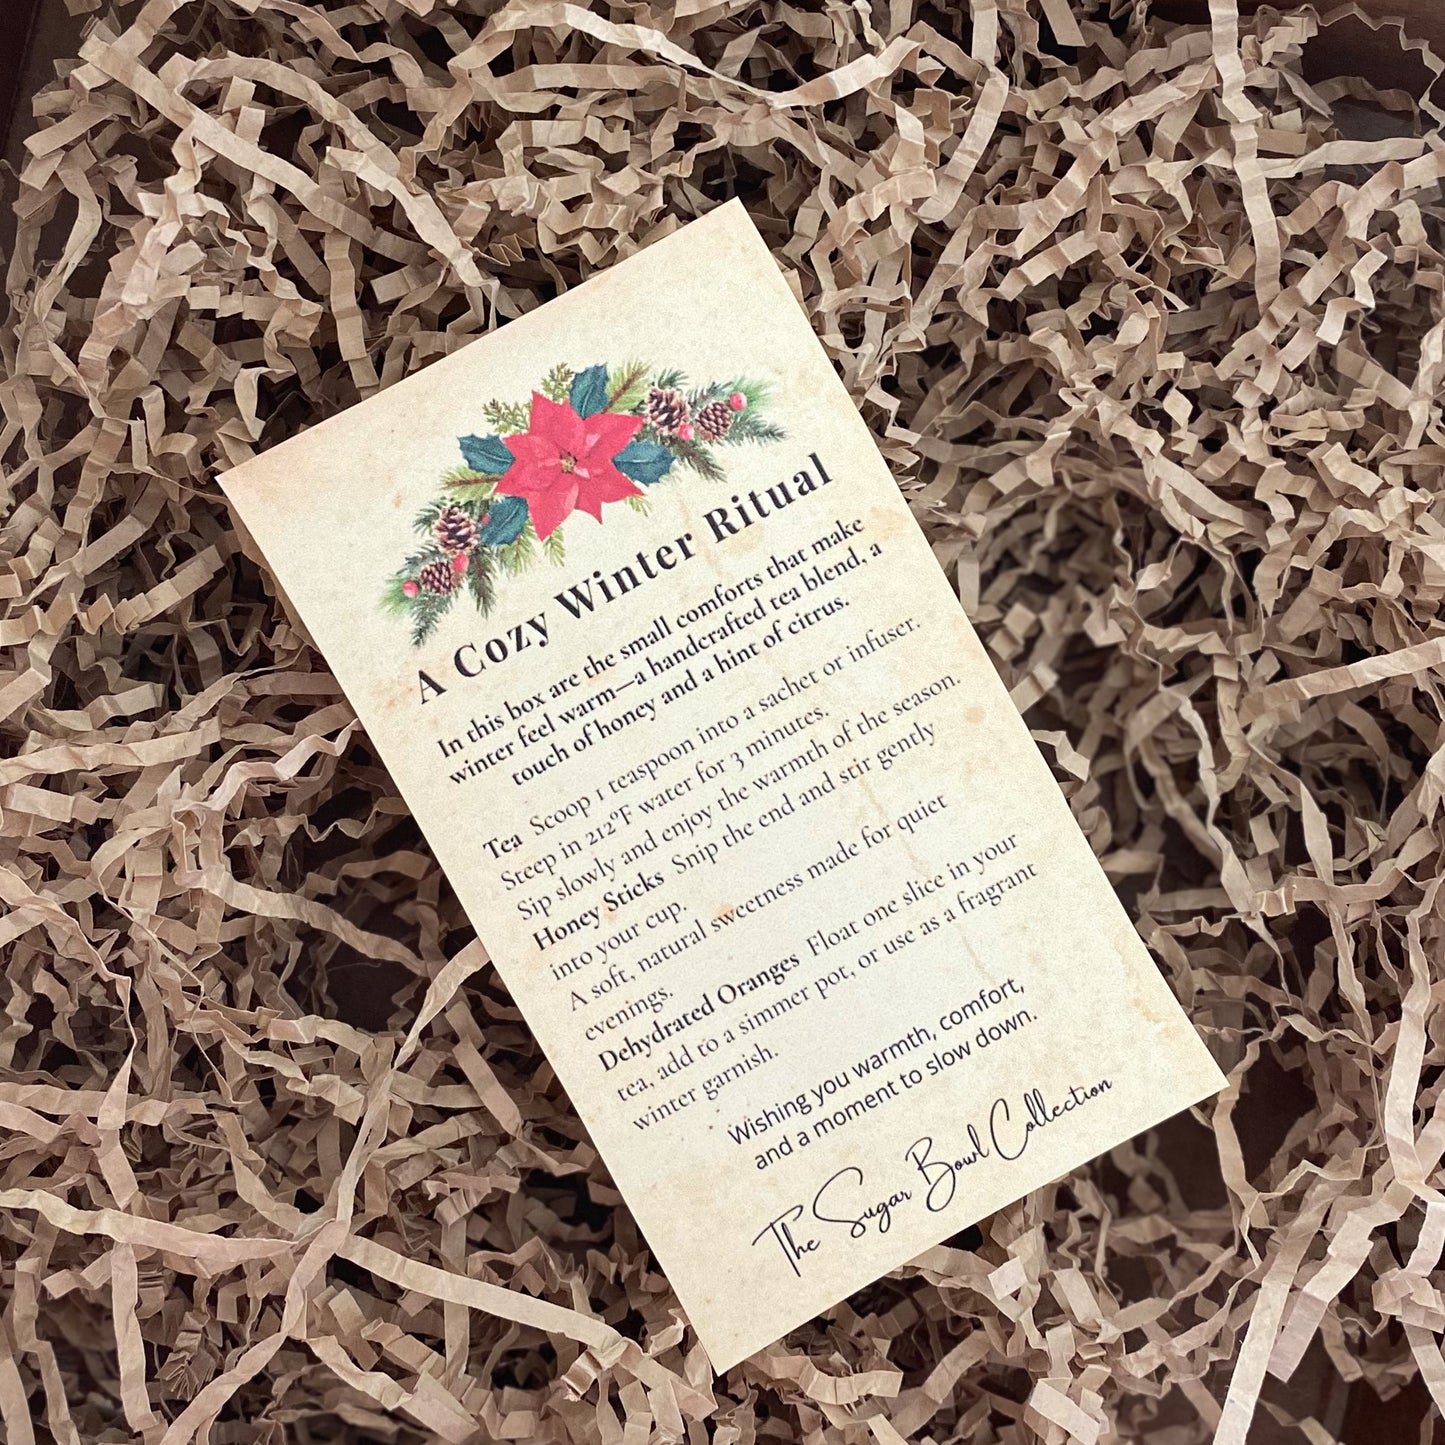 A Cozy Winter Ritual
In this box are the small comforts that make
winter feel warm—a handcrafted tea blend, a
touch of honey and a hint of citrus.
Tea Scoop 1 teaspoon into a sachet or infuser.
Steep in 212°F water for 3 minutes.
Sip slowly and enjoy the warmth of the season.
Honey Sticks Snip the end and stir gently
into your cup.
A soft, natural sweetness made for quiet
evenings.
Dehydrated Oranges Float one slice in your
tea, add to a simmer pot, or use as a fragrant
winter garnish.
Wishing you warmth, comfort,
and a moment to slow down.
The Sugar Bowl Collection